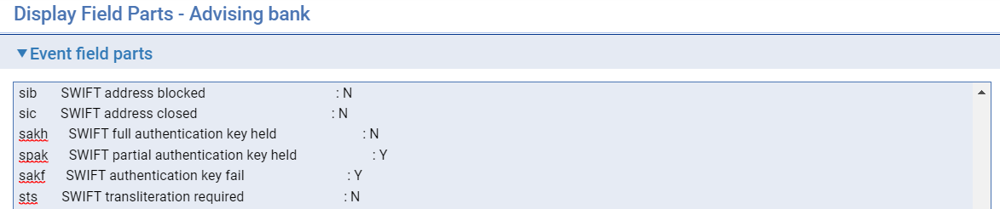 Display Field Parts - Advising bank
▼Event field parts
sib SWIFT address blocked : N
sic SWIFT address closed : N
sakh SWIFT full authentication key held : N
spak SWIFT partial authentication key held : Y
sakf SWIFT authentication key fail : Y
sts SWIFT transliteration required : N